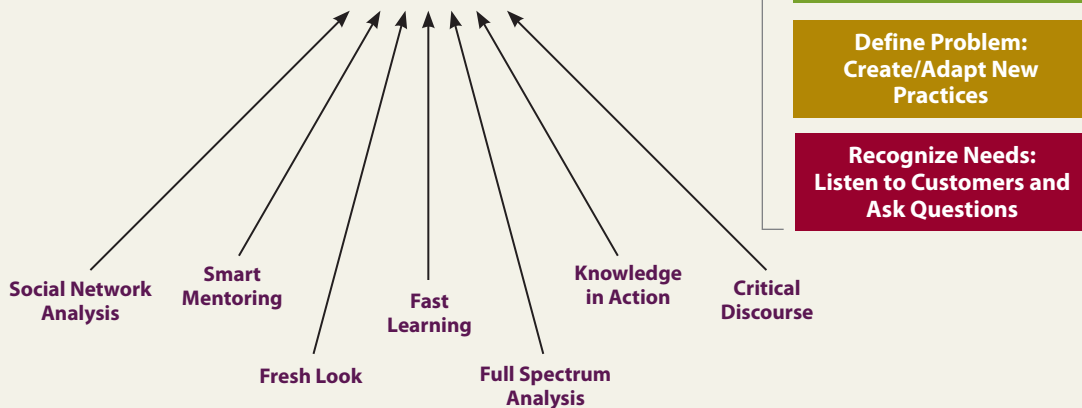 Define Problem:
Create/Adapt New
Practices
Recognize Needs:
Listen to Customers and
Ask Questions
Social Network
Analysis
Smart
Mentoring
Fresh Look
Fast
Learning
Full Spectrum
Analysis
Knowledge
in Action
Critical
Discourse